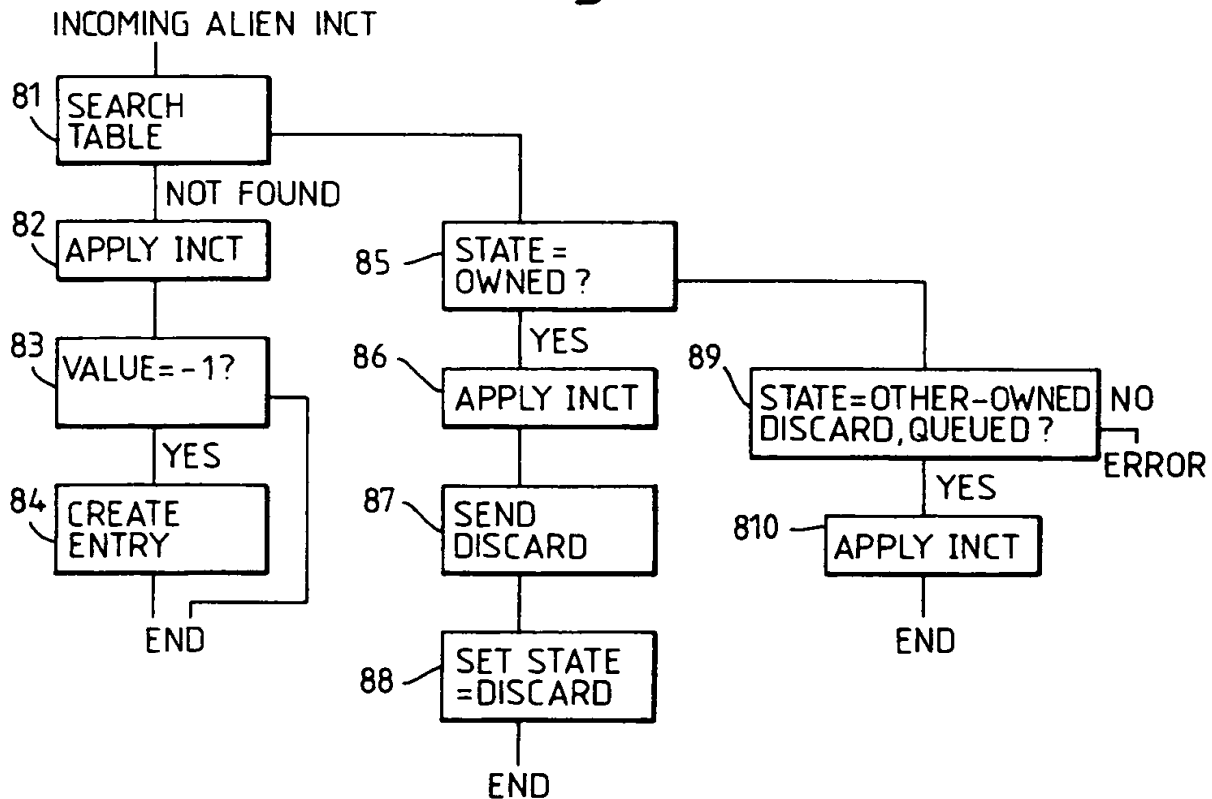 INCOMING ALIEN INCT
81
SEARCH
TABLE
NOT FOUND
82
APPLY INCT
83
VALUE=-1?
YES
84
CREATE
ENTRY
END
85
STATE=
OWNED?
YES
86
APPLY INCT
87
SEND
DISCARD
88
SET STATE
=DISCARD
END
89
STATE=OTHER-OWNED
DISCARD, QUEUED?
NO
ERROR
YES
810
APPLY INCT
END